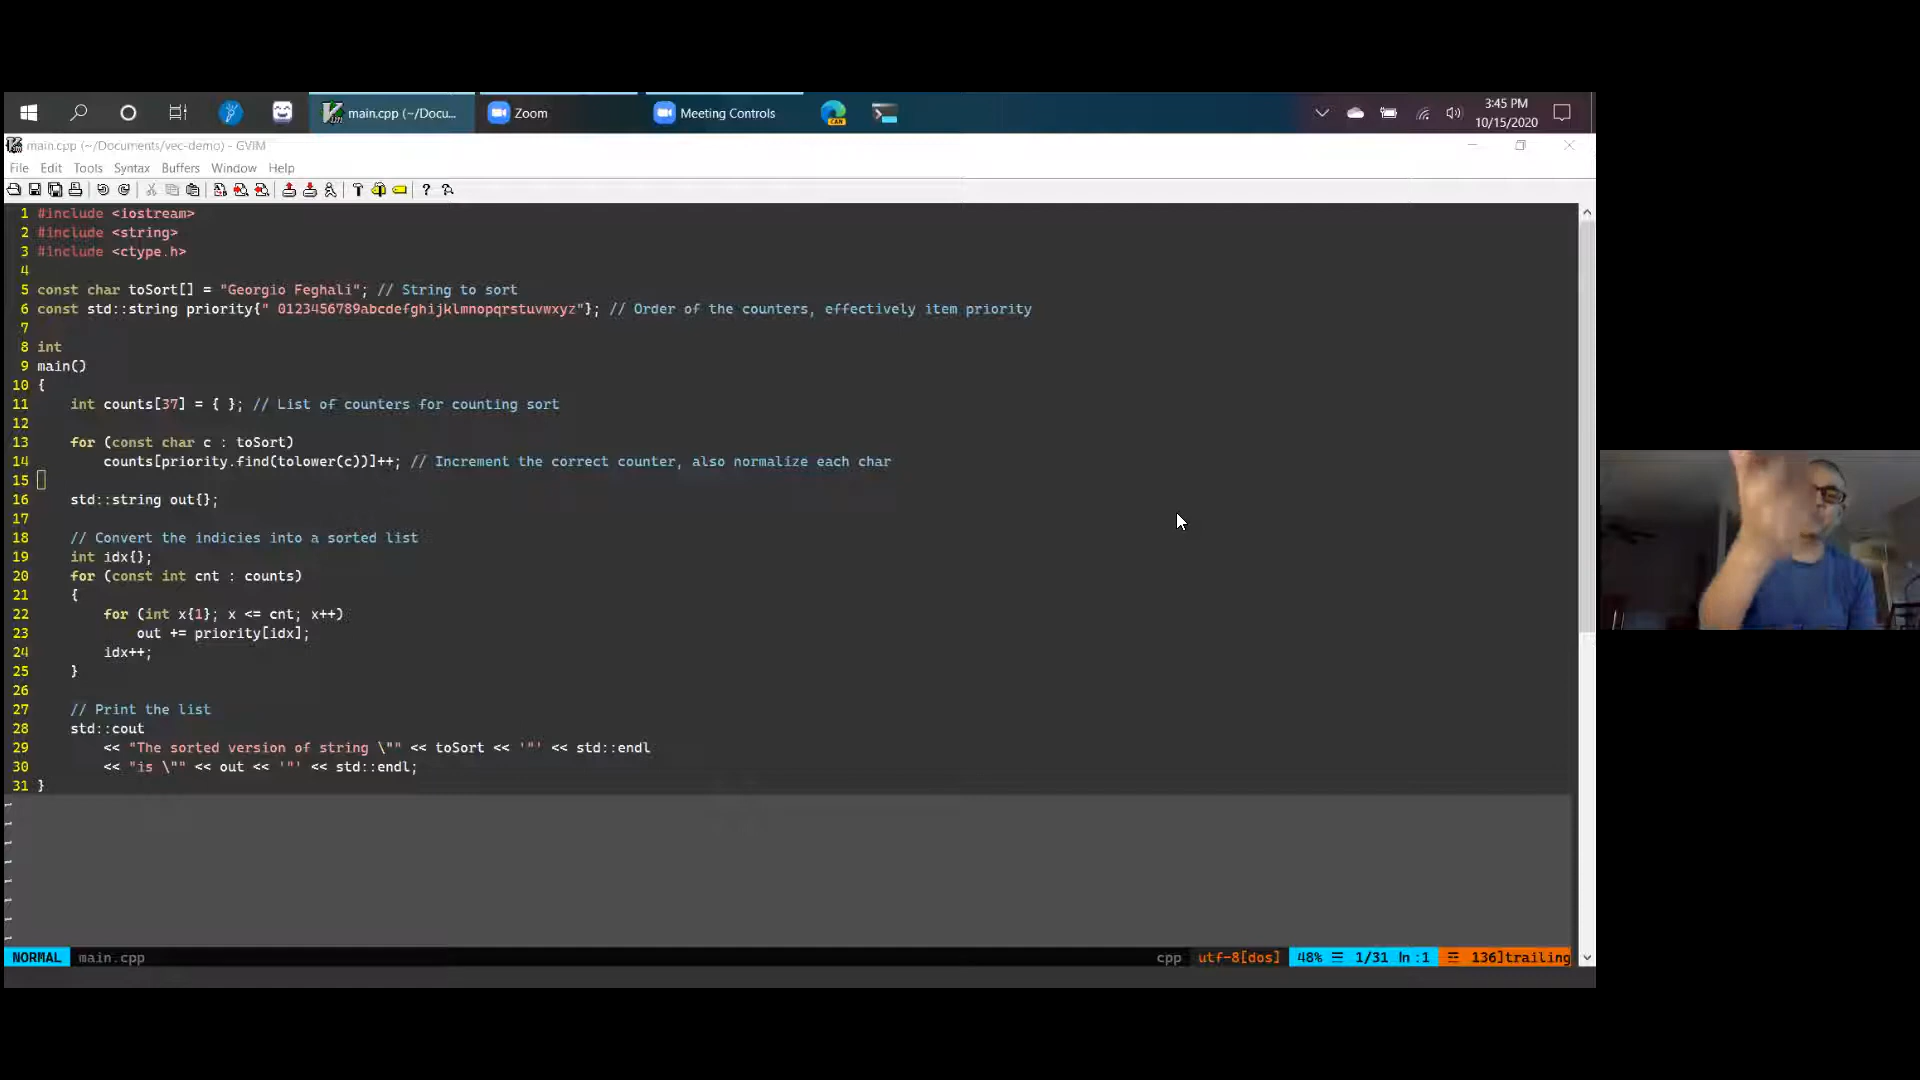 main.cpp (~/Docu...
Zoom
Meeting Controls
3:45 PM
10/15/2020
main.cpp (~/Documents/vec-demo) - GVIM
File Edit Tools Syntax Buffers Window Help
1 #include <iostream>
2 #include <string>
3 #include <ctype.h>
4
5 const char toSort[] = "Georgio Feghali"; // String to sort
6 const std::string priority{" 0123456789abcdefghijklmnopqrstuvwxyz"}; // Order of the counters, effectively item priority
7
8 int
9 main()
10 {
11 int counts[37] = { }; // List of counters for counting sort
12
13 for (const char c : toSort)
14 counts[priority.find(tolower(c))]++; // Increment the correct counter, also normalize each char
15
16 std::string out{};
17
18 // Convert the indicies into a sorted list
19 int idx{};
20 for (const int cnt : counts)
21 {
22 for (int x{1}; x <= cnt; x++)
23 out += priority[idx];
24 idx++;
25 }
26
27 // Print the list
28 std::cout
29 << "The sorted version of string \"" << toSort << '"' << std::endl
30 << "is \"" << out << '"' << std::endl;
31 }
~
~
~
~
~
~
~
~
NORMAL main.cpp cpp utf-8[dos] 48% ☰ 1/31 ln :1 ☲ 136]trailing